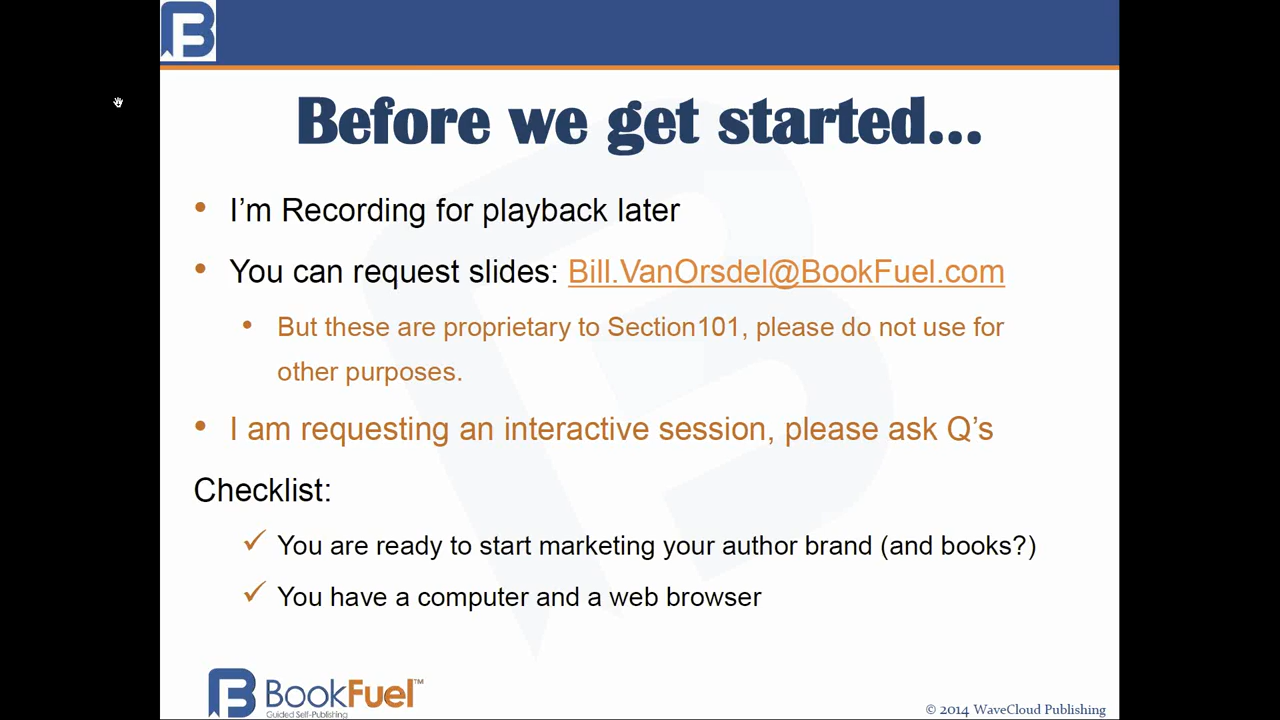 Before we get started...
• I’m Recording for playback later
• You can request slides: Bill.VanOrsdel@BookFuel.com
• But these are proprietary to Section101, please do not use for
other purposes.
• I am requesting an interactive session, please ask Q’s
Checklist:
✓ You are ready to start marketing your author brand (and books?)
✓ You have a computer and a web browser
BookFuel™
Guided Self-Publishing
© 2014 WaveCloud Publishing